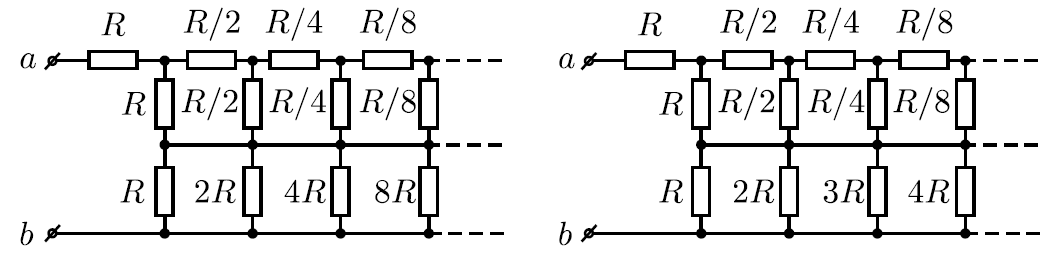 R R/2 R/4 R/8 R R/2 R/4 R/8
a a
R R/2 R/4 R/8 R R/2 R/4 R/8
R 2R 4R 8R R 2R 3R 4R
b b